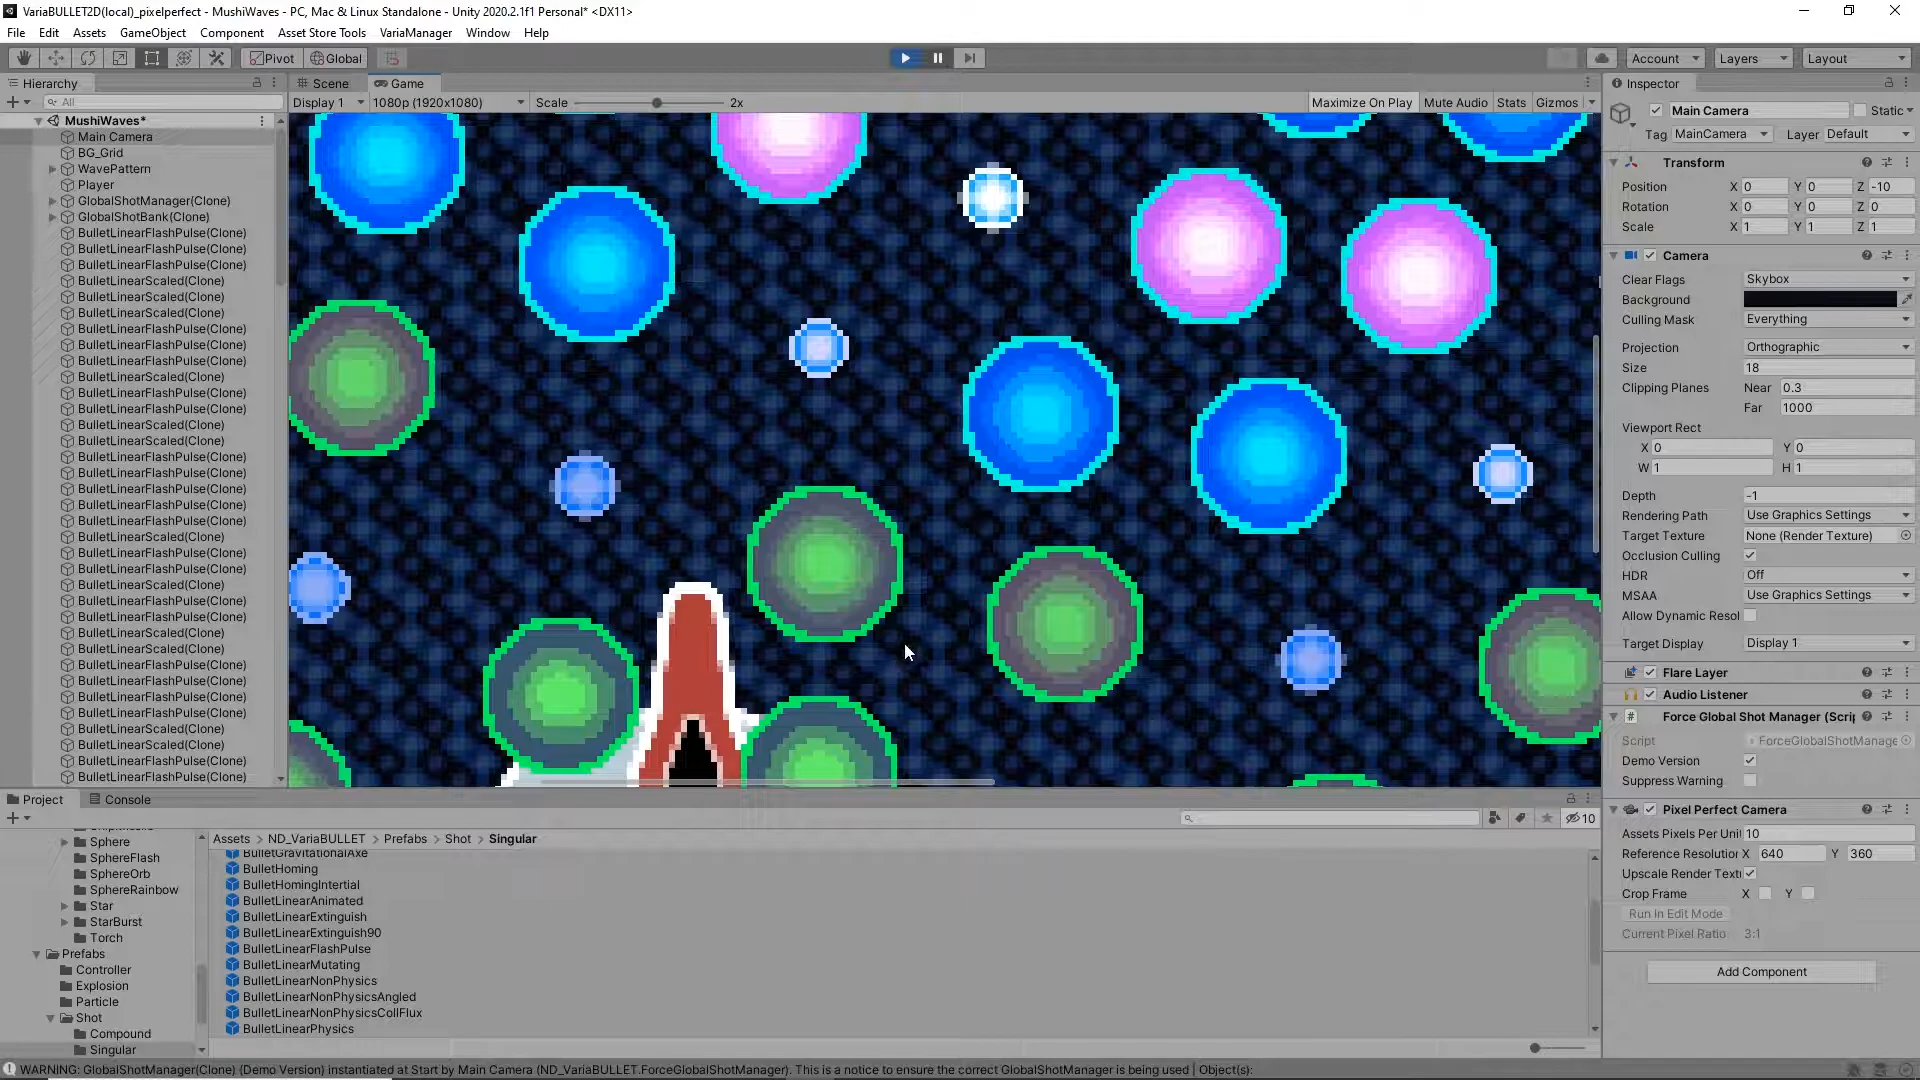 VariaBULLET2D(local)_pixelperfect - MushiWaves - PC, Mac & Linux Standalone - Unity 2020.2.1f1 Personal* <DX11>
File Edit Assets GameObject Component Asset Store Tools VariaManager Window Help
Pivot Global Account Layers Layout
Hierarchy
All
MushiWaves*
Main Camera
BG_Grid
WavePattern
Player
GlobalShotManager(Clone)
GlobalShotBank(Clone)
BulletLinearFlashPulse(Clone)
BulletLinearFlashPulse(Clone)
BulletLinearFlashPulse(Clone)
BulletLinearScaled(Clone)
BulletLinearScaled(Clone)
BulletLinearScaled(Clone)
BulletLinearFlashPulse(Clone)
BulletLinearFlashPulse(Clone)
BulletLinearFlashPulse(Clone)
BulletLinearScaled(Clone)
BulletLinearFlashPulse(Clone)
BulletLinearFlashPulse(Clone)
BulletLinearScaled(Clone)
BulletLinearScaled(Clone)
BulletLinearFlashPulse(Clone)
BulletLinearFlashPulse(Clone)
BulletLinearFlashPulse(Clone)
BulletLinearFlashPulse(Clone)
BulletLinearFlashPulse(Clone)
BulletLinearScaled(Clone)
BulletLinearFlashPulse(Clone)
BulletLinearFlashPulse(Clone)
BulletLinearScaled(Clone)
BulletLinearFlashPulse(Clone)
BulletLinearFlashPulse(Clone)
BulletLinearScaled(Clone)
BulletLinearScaled(Clone)
BulletLinearFlashPulse(Clone)
BulletLinearFlashPulse(Clone)
BulletLinearFlashPulse(Clone)
BulletLinearFlashPulse(Clone)
BulletLinearScaled(Clone)
BulletLinearScaled(Clone)
BulletLinearFlashPulse(Clone)
BulletLinearFlashPulse(Clone)
Scene Game
Display 1 1080p (1920x1080) Scale 2x Maximize On Play Mute Audio Stats Gizmos
Inspector
Main Camera Static
Tag MainCamera Layer Default
Transform
Position X 0 Y 0 Z -10
Rotation X 0 Y 0 Z 0
Scale X 1 Y 1 Z 1
Camera
Clear Flags Skybox
Background
Culling Mask Everything
Projection Orthographic
Size 18
Clipping Planes Near 0.3
Far 1000
Viewport Rect
X 0 Y 0
W 1 H 1
Depth -1
Rendering Path Use Graphics Settings
Target Texture None (Render Texture)
Occlusion Culling
HDR Off
MSAA Use Graphics Settings
Allow Dynamic Resol
Target Display Display 1
Flare Layer
Audio Listener
Force Global Shot Manager (Scrip
Script ForceGlobalShotManage
Demo Version
Suppress Warning
Pixel Perfect Camera
Assets Pixels Per Unit 10
Reference Resolution X 640 Y 360
Upscale Render Textu
Crop Frame X Y
Run In Edit Mode
Current Pixel Ratio 3:1
Add Component
Project Console
10
Sphere
SphereFlash
SphereOrb
SphereRainbow
Star
StarBurst
Torch
Prefabs
Controller
Explosion
Particle
Shot
Compound
Singular
Assets > ND_VariaBULLET > Prefabs > Shot > Singular
BulletGravitationalAxe
BulletHoming
BulletHomingIntertial
BulletLinearAnimated
BulletLinearExtinguish
BulletLinearExtinguish90
BulletLinearFlashPulse
BulletLinearMutating
BulletLinearNonPhysics
BulletLinearNonPhysicsAngled
BulletLinearNonPhysicsCollFlux
BulletLinearPhysics
WARNING: GlobalShotManager(Clone) (Demo Version) instantiated at Start by Main Camera (ND_VariaBULLET.ForceGlobalShotManager). This is a notice to ensure the correct GlobalShotManager is being used | Object(s):